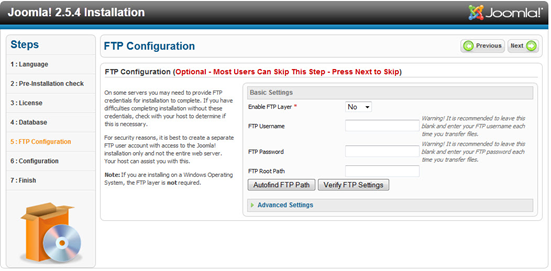 Joomla! 2.5.4 Installation
Joomla!
Steps
1 : Language
2 : Pre-Installation check
3 : License
4 : Database
5 : FTP Configuration
6 : Configuration
7 : Finish
FTP Configuration
Previous
Next
FTP Configuration (Optional - Most Users Can Skip This Step - Press Next to Skip)
On some servers you may need to provide FTP
credentials for installation to complete. If you have
difficulties completing installation without these
credentials, check with your host to determine if
this is necessary.
For security reasons, it is best to create a separate
FTP user account with access to the Joomla!
installation only and not the entire web server.
Your host can assist you with this.
Note: If you are installing on a Windows Operating
System, the FTP layer is not required.
Basic Settings
Enable FTP Layer *
No
FTP Username
Warning! It is recommended to leave this
blank and enter your FTP username each
time you transfer files.
FTP Password
Warning! It is recommended to leave this
blank and enter your FTP password each
time you transfer files.
FTP Root Path
Autofind FTP Path
Verify FTP Settings
Advanced Settings